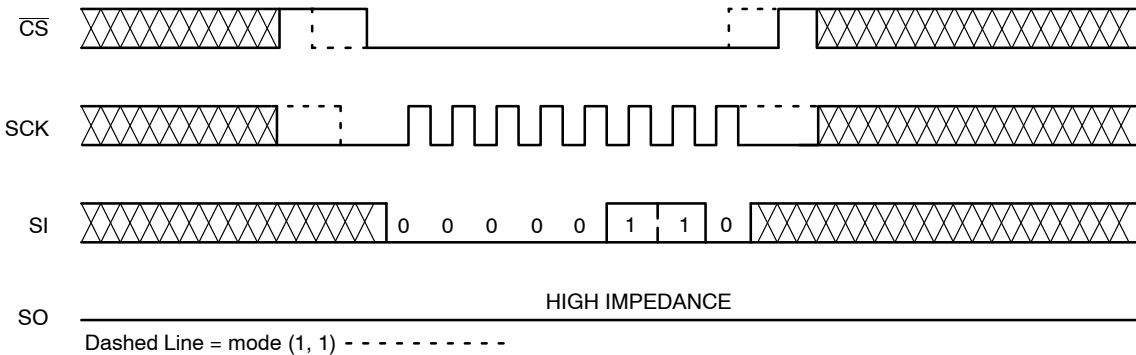 CS
SCK
SI
0 0 0 0 0 1 1 0
SO
HIGH IMPEDANCE
Dashed Line = mode (1, 1)